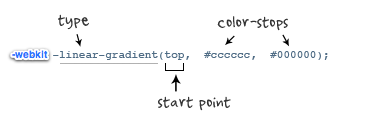 type color-stops
-webkit-linear-gradient(top, #cccccc, #000000);
start point